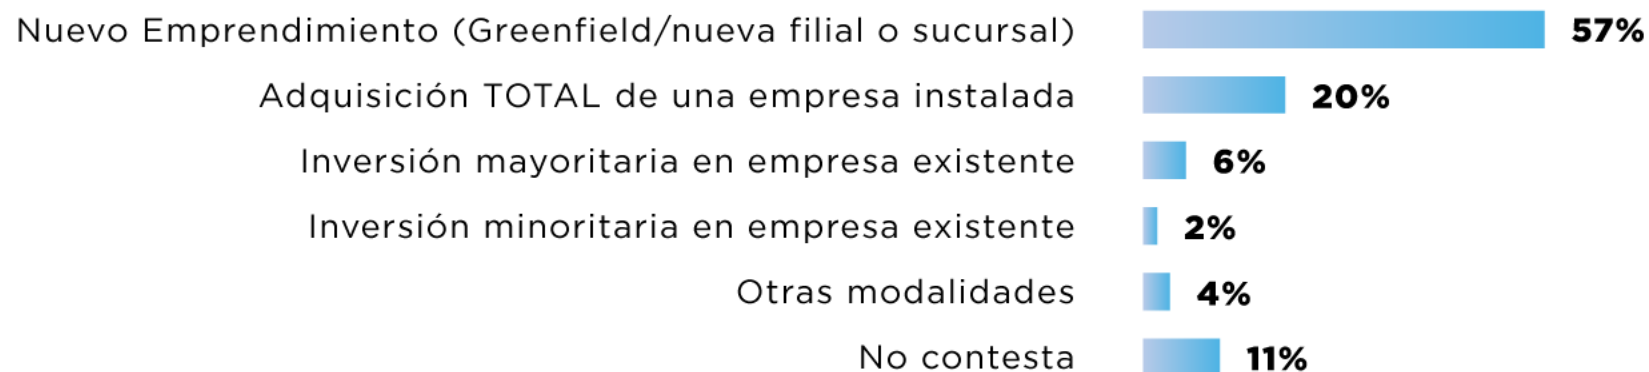 Nuevo Emprendimiento (Greenfield/nueva filial o sucursal) 57%
Adquisición TOTAL de una empresa instalada 20%
Inversión mayoritaria en empresa existente 6%
Inversión minoritaria en empresa existente 2%
Otras modalidades 4%
No contesta 11%